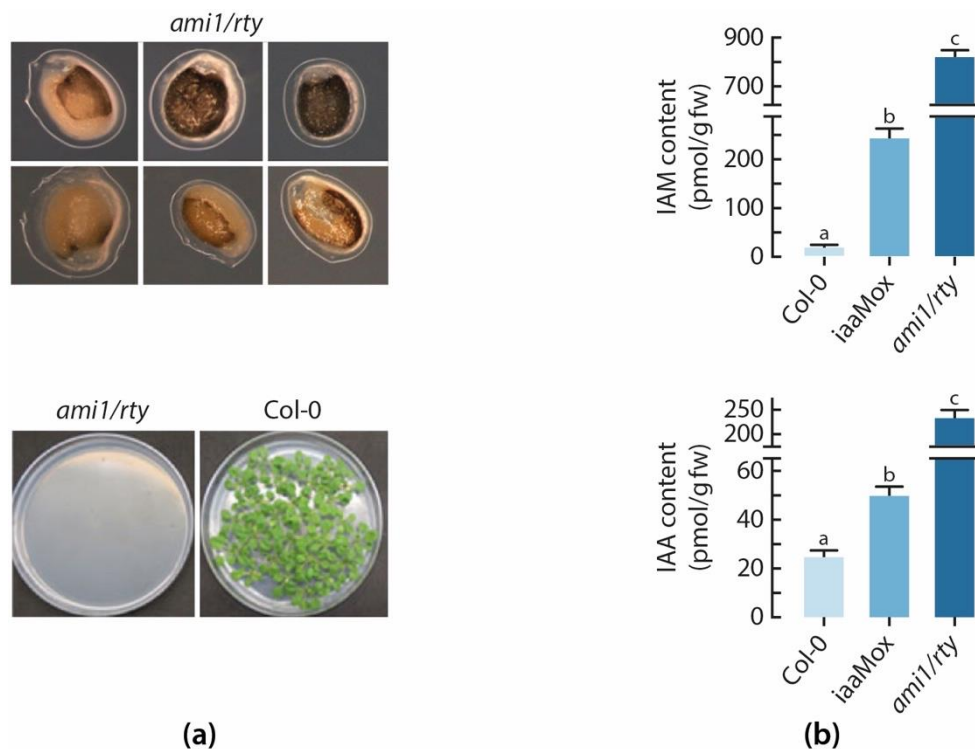 ami1/rty
ami1/rty
Col-0
(a)
900
700
200
100
0
IAM content
(pmol/g fw)
a
b
c
Col-0
iaaMox
ami1/rty
250
200
60
40
20
0
IAA content
(pmol/g fw)
a
b
c
Col-0
iaaMox
ami1/rty
(b)